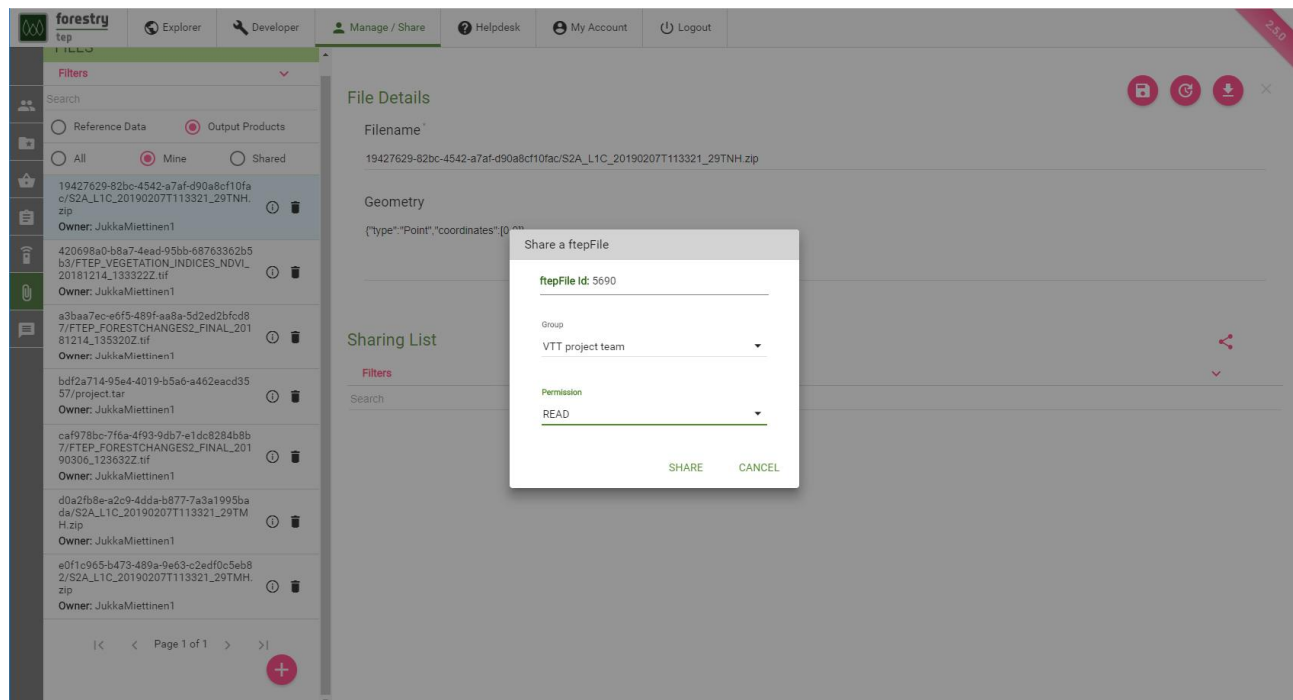 forestry
tep
Explorer
Developer
Manage / Share
Helpdesk
My Account
Logout
2.5.0
FILES
Filters
Search
Reference Data
Output Products
All
Mine
Shared
19427629-82bc-4542-a7af-d90a8cf10fa
c/S2A_L1C_20190207T113321_29TNH.
zip
Owner: JukkaMiettinen1
420698a0-b8a7-4ead-95bb-68763362b5
b3/FTEP_VEGETATION_INDICES_NDVI_
20181214_133322Z.tif
Owner: JukkaMiettinen1
a3baa7ec-e6f5-489f-aa8a-5d2ed2bfcd8
7/FTEP_FORESTCHANGES2_FINAL_201
81214_135320Z.tif
Owner: JukkaMiettinen1
bdf2a714-95e4-4019-b5a6-a462eacd35
57/project.tar
Owner: JukkaMiettinen1
caf978bc-7f6a-4f93-9db7-e1dc8284b8b
7/FTEP_FORESTCHANGES2_FINAL_201
90306_123632Z.tif
Owner: JukkaMiettinen1
d0a2fb8e-a2c9-4dda-b877-7a3a1995ba
da/S2A_L1C_20190207T113321_29TM
H.zip
Owner: JukkaMiettinen1
e0f1c965-b473-489a-9e63-c2edf0c5eb8
2/S2A_L1C_20190207T113321_29TMH.
zip
Owner: JukkaMiettinen1
Page 1 of 1
File Details
Filename *
19427629-82bc-4542-a7af-d90a8cf10fac/S2A_L1C_20190207T113321_29TNH.zip
Geometry
{"type":"Point","coordinates":[0,0]}
Sharing List
Filters
Search
Share a ftepFile
ftepFile Id: 5690
Group
VTT project team
Permission
READ
SHARE
CANCEL